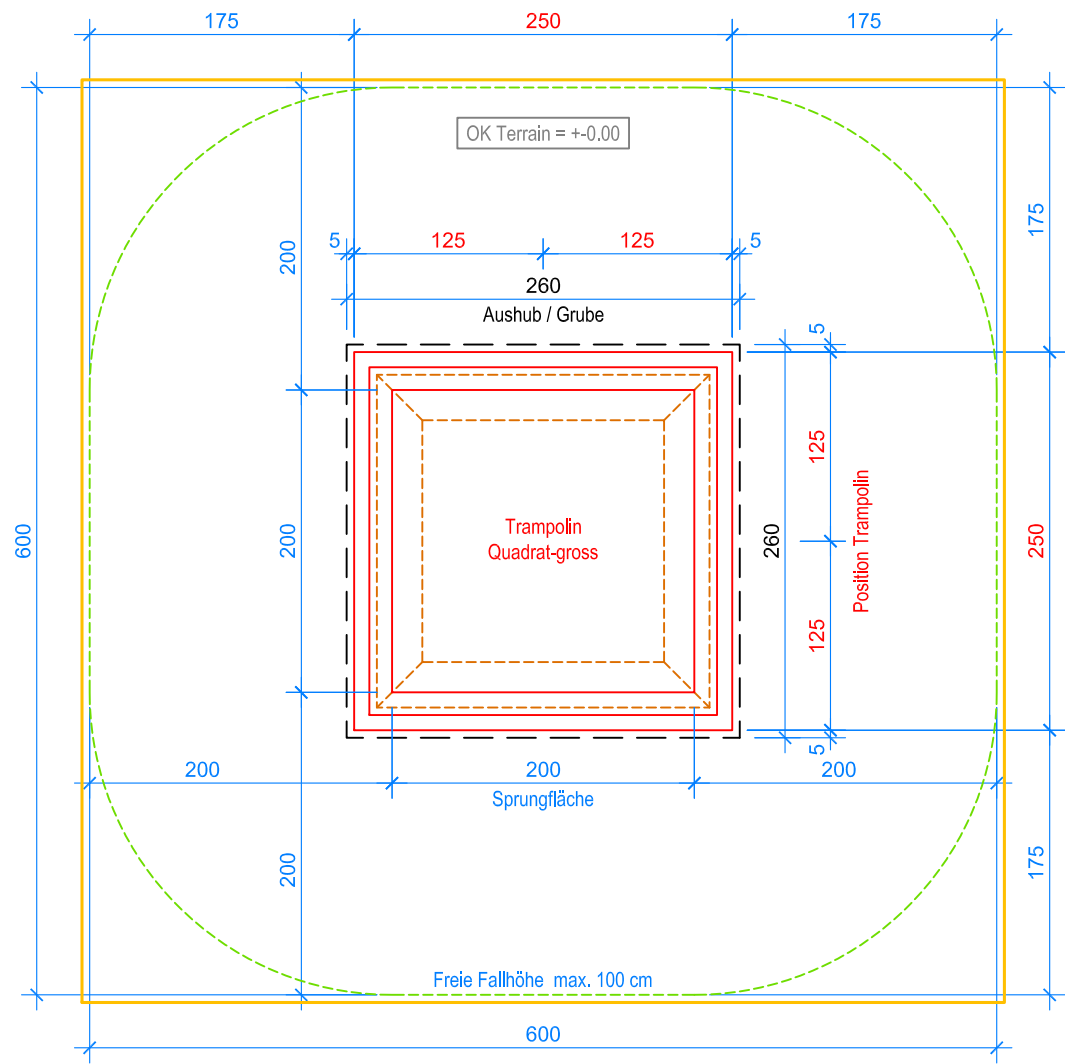 175 250 175
OK Terrain = +-0.00
5 125 125 5
260
Aushub / Grube
200
175
5
125
Trampolin
Quadrat-gross
600
200
260
Position Trampolin
250
125
5
200 200 200
Sprungfläche
200
175
Freie Fallhöhe max. 100 cm
600